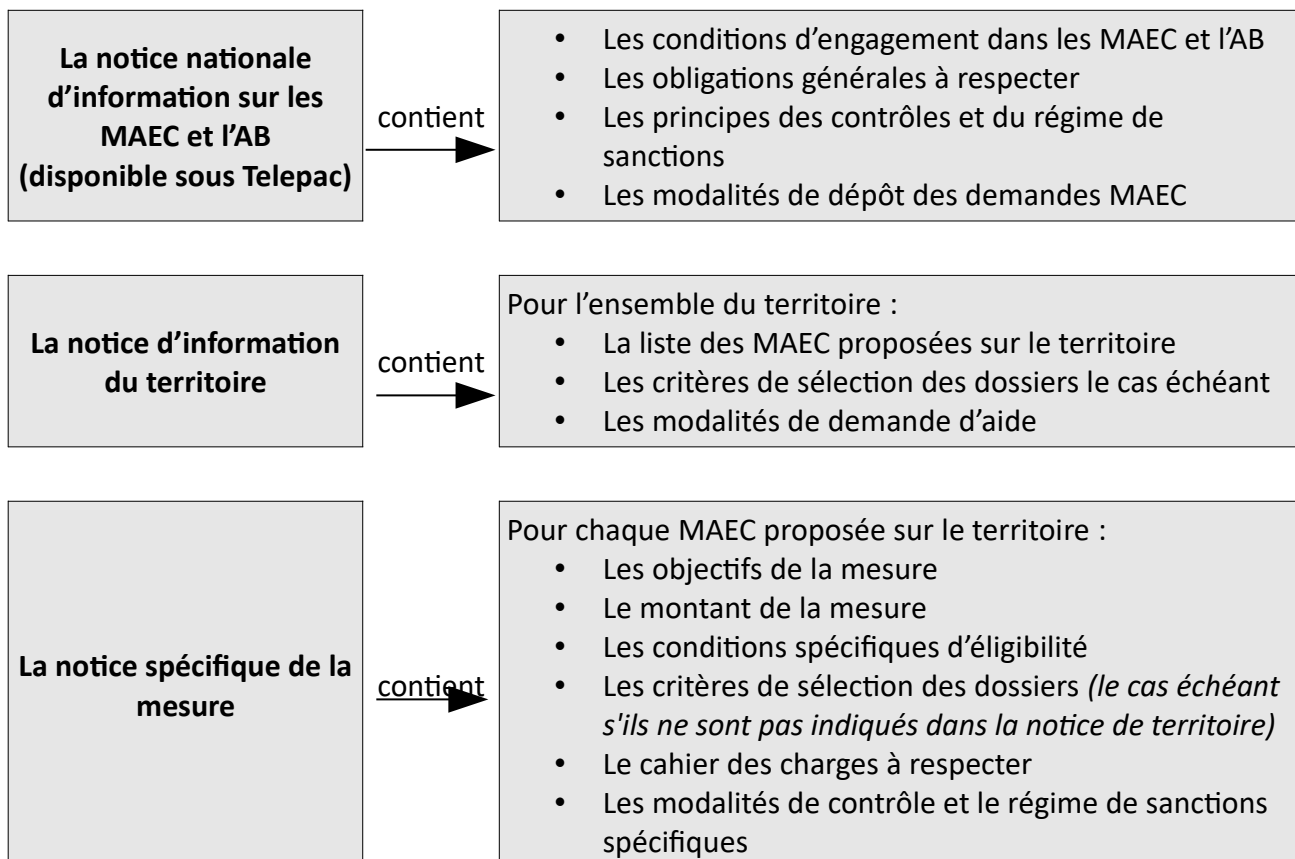 La notice nationale
d’information sur les
MAEC et l’AB
(disponible sous Telepac)
contient
• Les conditions d’engagement dans les MAEC et l’AB
• Les obligations générales à respecter
• Les principes des contrôles et du régime de
sanctions
• Les modalités de dépôt des demandes MAEC
La notice d’information
du territoire
contient
Pour l’ensemble du territoire :
• La liste des MAEC proposées sur le territoire
• Les critères de sélection des dossiers le cas échéant
• Les modalités de demande d’aide
La notice spécifique de la
mesure
contient
Pour chaque MAEC proposée sur le territoire :
• Les objectifs de la mesure
• Le montant de la mesure
• Les conditions spécifiques d’éligibilité
• Les critères de sélection des dossiers (le cas échéant
s'ils ne sont pas indiqués dans la notice de territoire)
• Le cahier des charges à respecter
• Les modalités de contrôle et le régime de sanctions
spécifiques